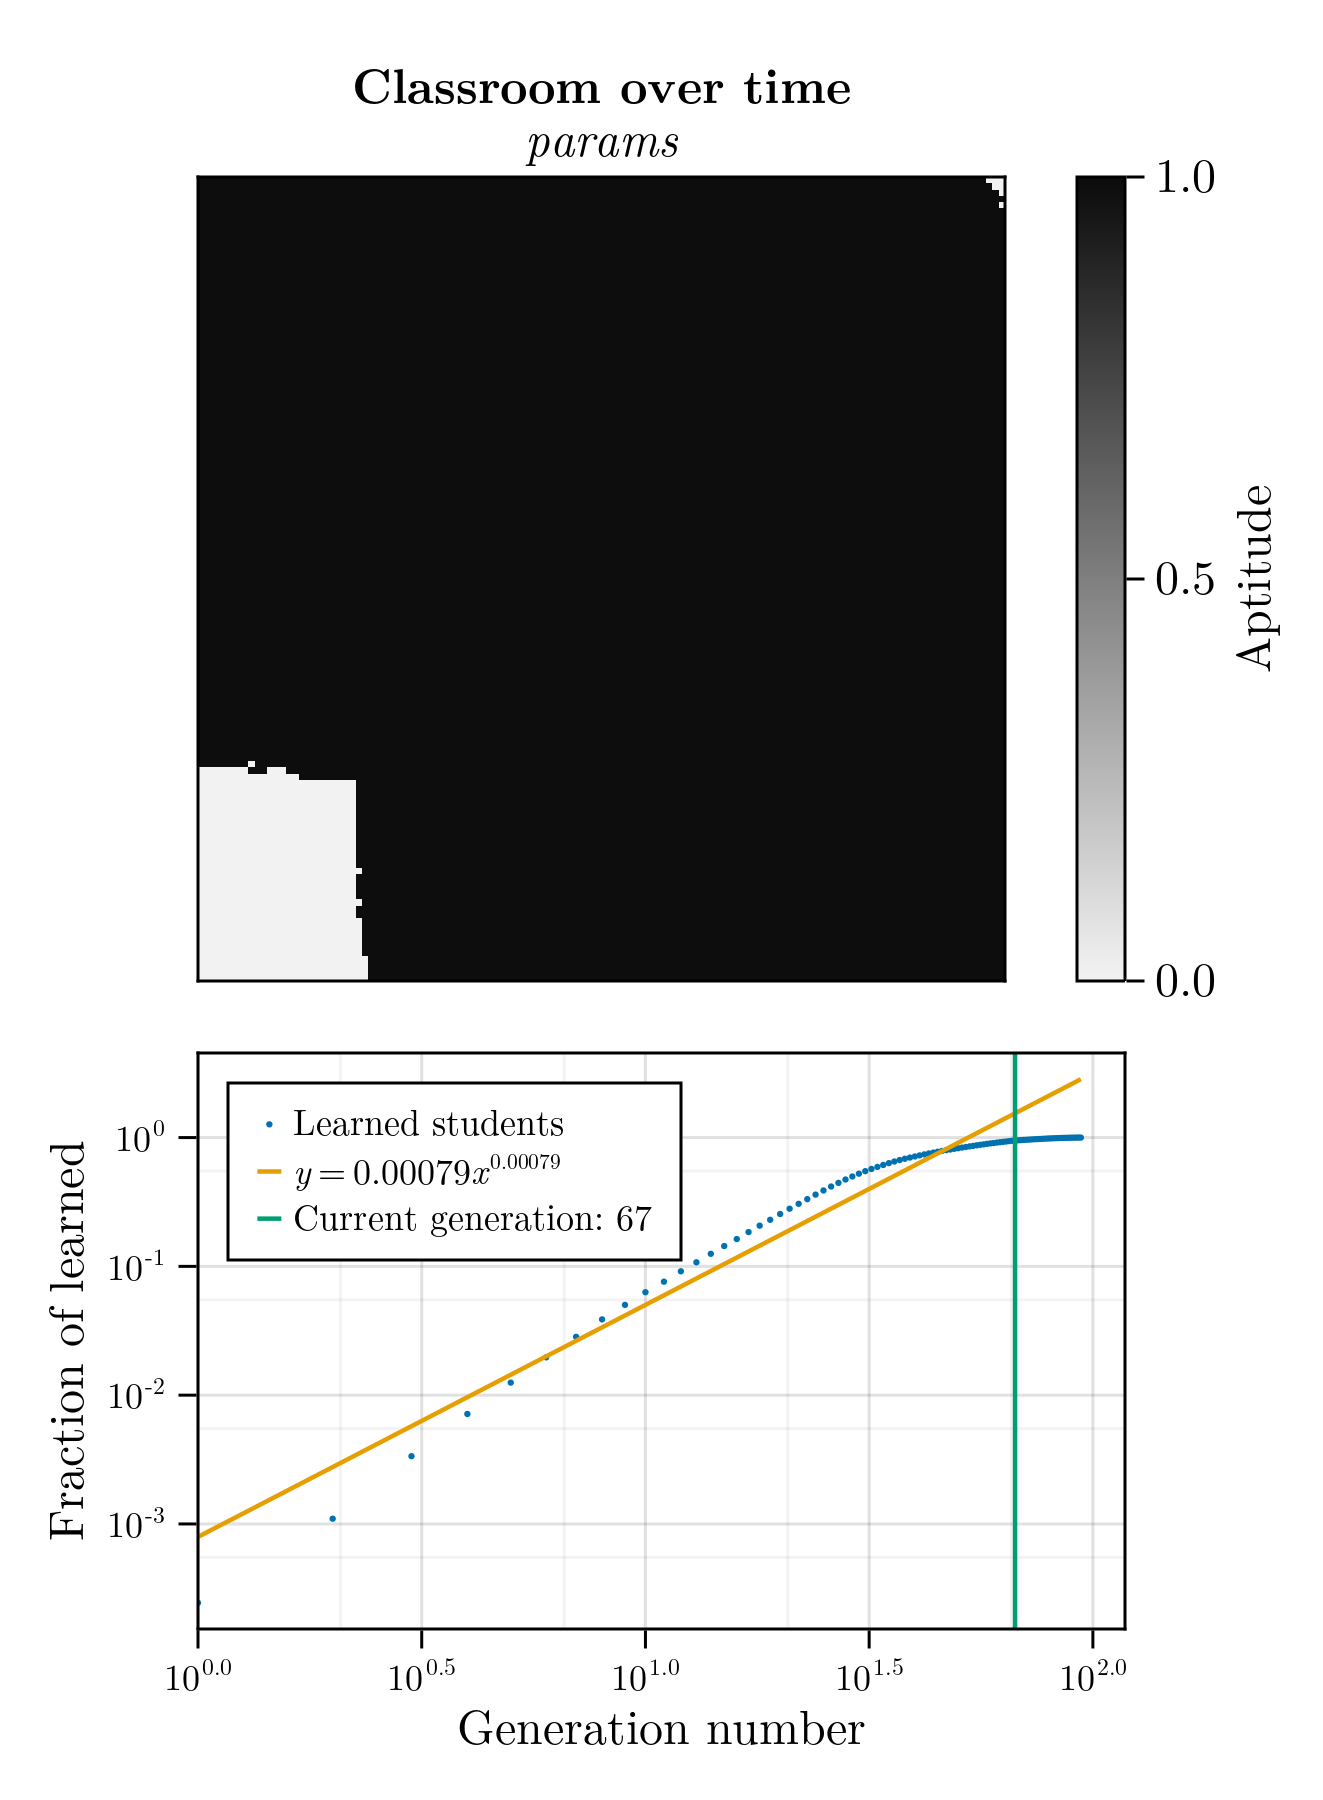 Classroom over time
params
1.0
0.5
0.0
Aptitude
Learned students
y = 0.00079x^0.00079
Current generation: 67
10^0
10^-1
10^-2
10^-3
Fraction of learned
10^0.0 10^0.5 10^1.0 10^1.5 10^2.0
Generation number